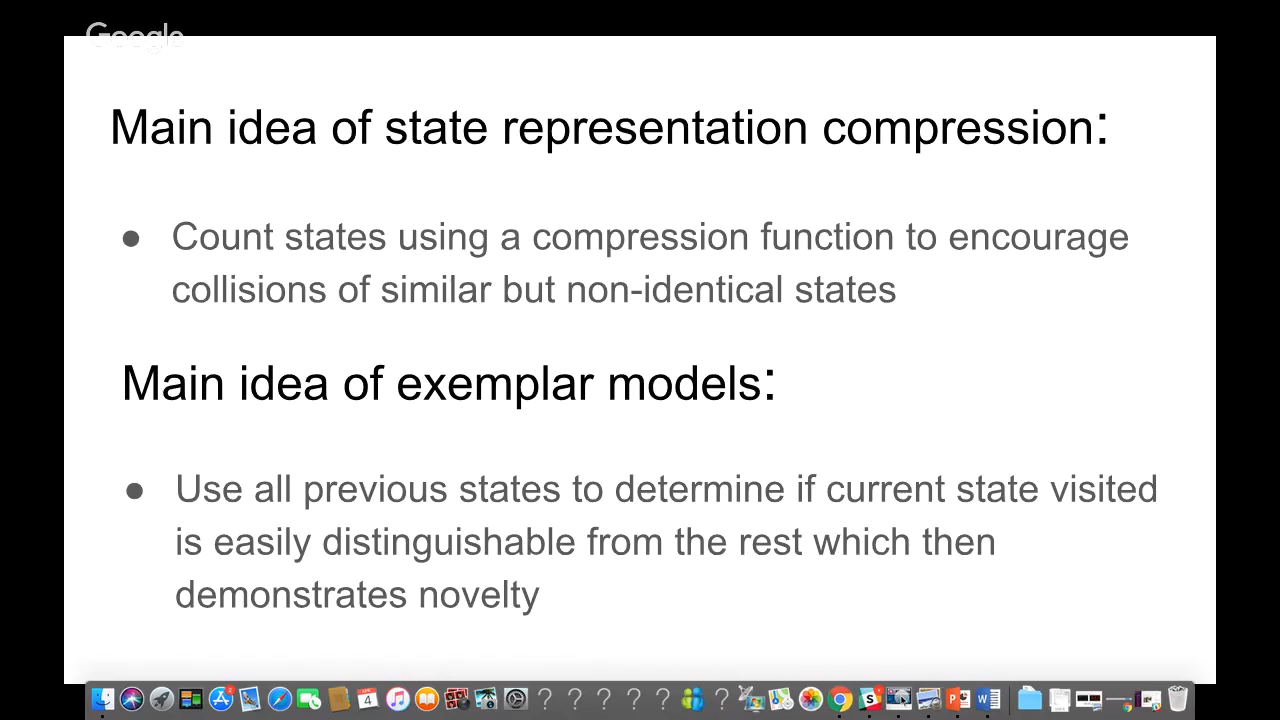 Google
Main idea of state representation compression:
● Count states using a compression function to encourage
collisions of similar but non-identical states
Main idea of exemplar models:
● Use all previous states to determine if current state visited
is easily distinguishable from the rest which then
demonstrates novelty
4
? ? ? ? ? ?